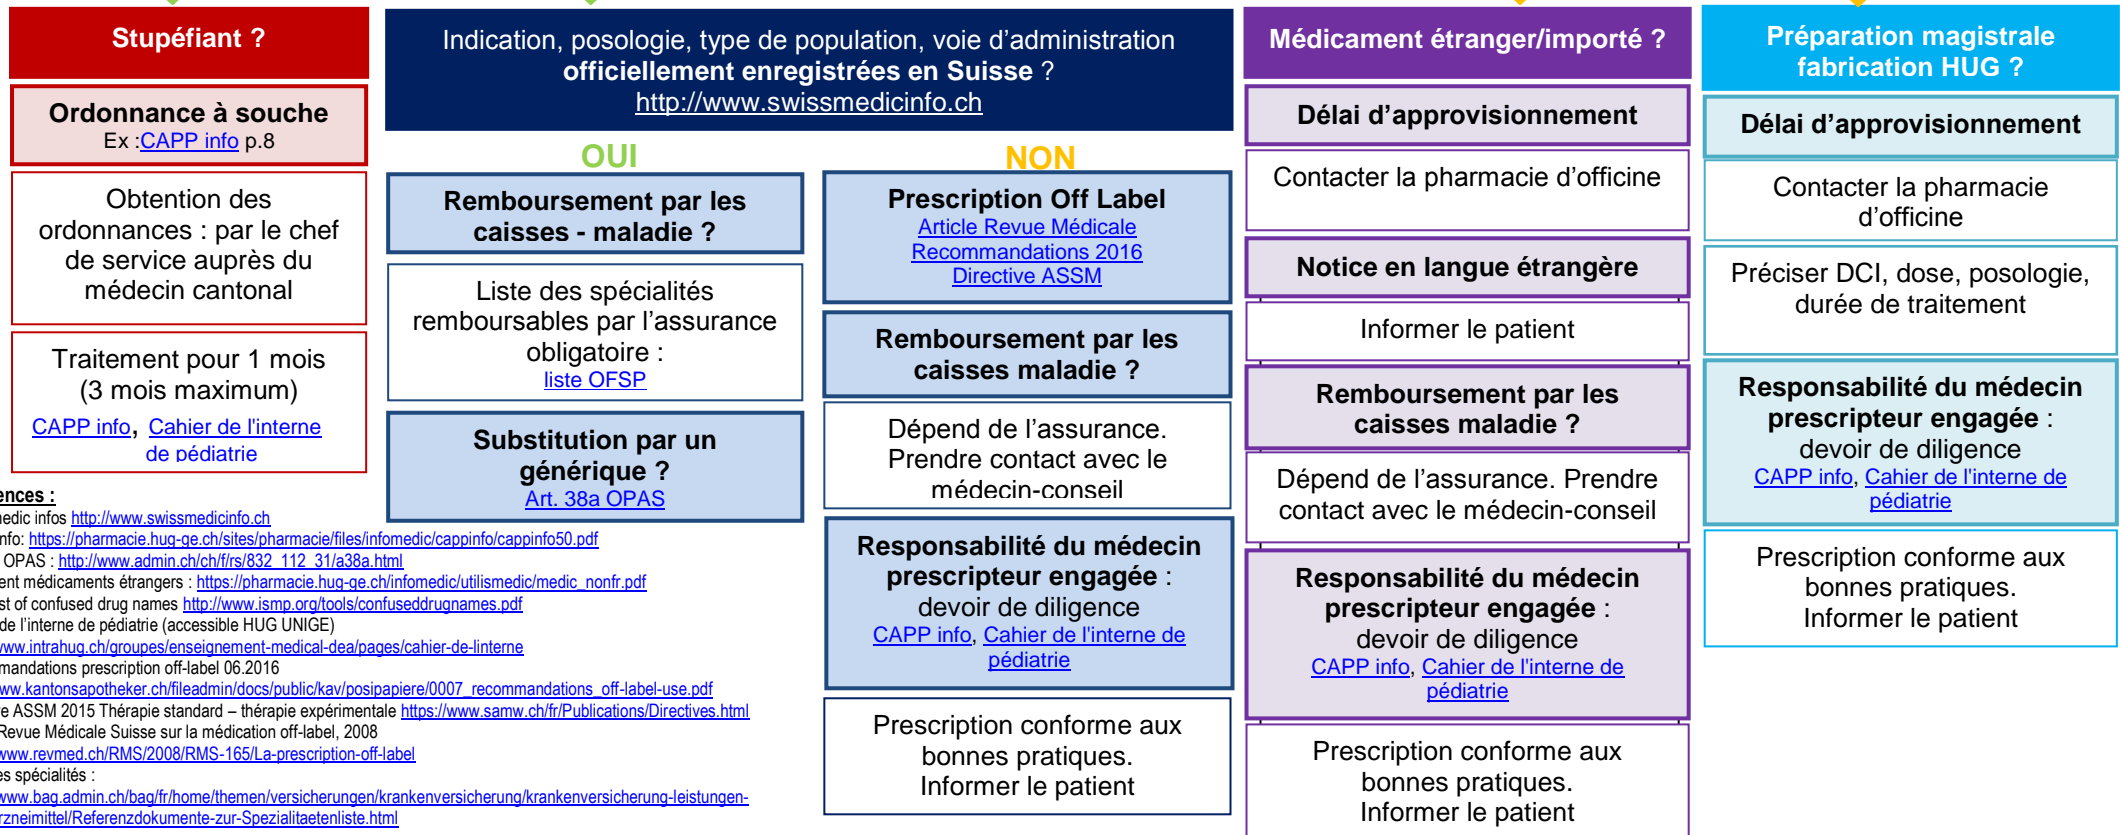 Stupéfiant ?
Ordonnance à souche
Ex :CAPP info p.8
Obtention des
ordonnances : par le chef
de service auprès du
médecin cantonal
Traitement pour 1 mois
(3 mois maximum)
CAPP info, Cahier de l'interne
de pédiatrie
Indication, posologie, type de population, voie d'administration
officiellement enregistrées en Suisse ?
http://www.swissmedicinfo.ch
OUI
Remboursement par les
caisses - maladie ?
Liste des spécialités
remboursables par l'assurance
obligatoire :
liste OFSP
Substitution par un
générique ?
Art. 38a OPAS
NON
Prescription Off Label
Article Revue Médicale
Recommandations 2016
Directive ASSM
Remboursement par les
caisses maladie ?
Dépend de l'assurance.
Prendre contact avec le
médecin-conseil
Responsabilité du médecin
prescripteur engagée :
devoir de diligence
CAPP info, Cahier de l'interne de
pédiatrie
Prescription conforme aux
bonnes pratiques.
Informer le patient
Médicament étranger/importé ?
Délai d'approvisionnement
Contacter la pharmacie d'officine
Notice en langue étrangère
Informer le patient
Remboursement par les
caisses maladie ?
Dépend de l'assurance. Prendre
contact avec le médecin-conseil
Responsabilité du médecin
prescripteur engagée :
devoir de diligence
CAPP info, Cahier de l'interne de
pédiatrie
Prescription conforme aux
bonnes pratiques.
Informer le patient
Préparation magistrale
fabrication HUG ?
Délai d'approvisionnement
Contacter la pharmacie
d'officine
Préciser DCI, dose, posologie,
durée de traitement
Responsabilité du médecin
prescripteur engagée :
devoir de diligence
CAPP info, Cahier de l'interne de
pédiatrie
Prescription conforme aux
bonnes pratiques.
Informer le patient
ences :
medic infos http://www.swissmedicinfo.ch
nfo: https://pharmacie.hug-ge.ch/sites/pharmacie/files/infomedic/cappinfo/cappinfo50.pdf
OPAS : http://www.admin.ch/ch/f/rs/832_112_31/a38a.html
ent médicaments étrangers : https://pharmacie.hug-ge.ch/infomedic/utilismedic/medic_nonfr.pdf
st of confused drug names http://www.ismp.org/tools/confuseddrugnames.pdf
de l'interne de pédiatrie (accessible HUG UNIGE)
www.intrahug.ch/groupes/enseignement-medical-dea/pages/cahier-de-linterne
mandations prescription off-label 06.2016
ww.kantonsapotheker.ch/fileadmin/docs/public/kav/posipapiere/0007_recommandations_off-label-use.pdf
e ASSM 2015 Thérapie standard – thérapie expérimentale https://www.samw.ch/fr/Publications/Directives.html
Revue Médicale Suisse sur la médication off-label, 2008
www.revmed.ch/RMS/2008/RMS-165/La-prescription-off-label
es spécialités :
www.bag.admin.ch/bag/fr/home/themen/versicherungen/krankenversicherung/krankenversicherung-leistungen-
rzneimittel/Referenzdokumente-zur-Spezialitaetenliste.html